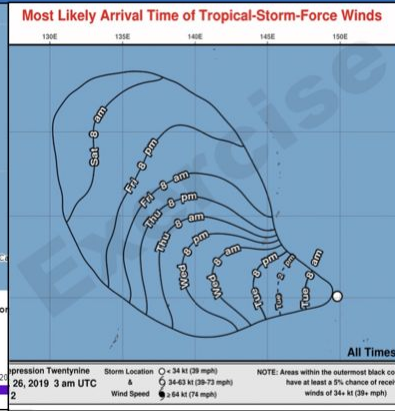 Most Likely Arrival Time of Tropical-Storm-Force Winds
130E 135E 140E 145E 150E
Exercise
Sat 8 am
Fri 8 pm
Fri 8 am
Thu 8 pm
Thu 8 am
Wed 8 pm
Wed 8 am
Tue 8 pm
Tue 2 pm
Tue 8 am
All Times
pression Twentynine
26, 2019 3 am UTC
2
Storm Location
&
Wind Speed
< 34 kt (39 mph)
34-63 kt (39-73 mph)
≥ 64 kt (74 mph)
NOTE: Areas within the outermost black co
have at least a 5% chance of recei
winds of 34+ kt (39+ mph)